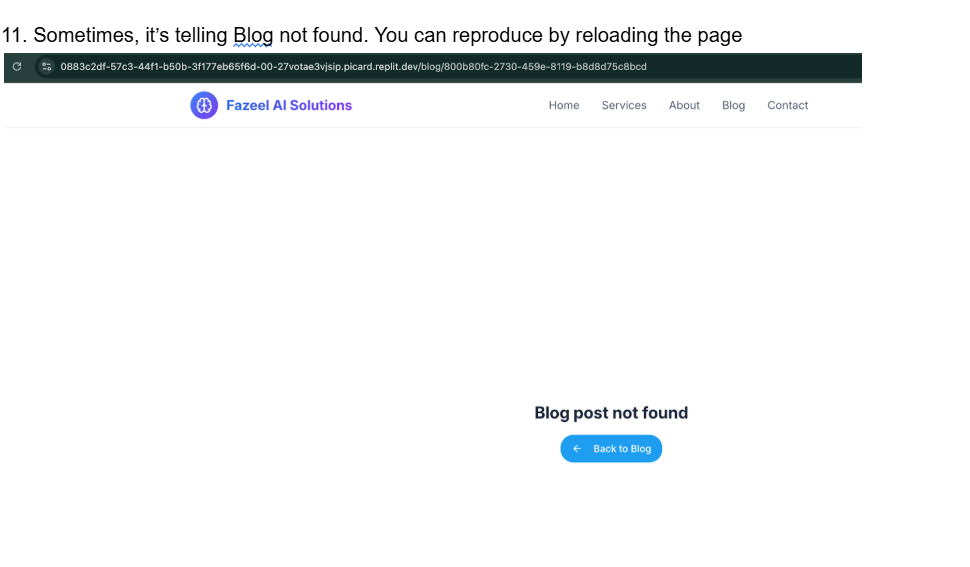 11. Sometimes, it’s telling Blog not found. You can reproduce by reloading the page
0883c2df-57c3-44f1-b50b-3f177eb65f6d-00-27votae3vjsip.picard.replit.dev/blog/800b80fc-2730-459e-8119-b8d8d75c8bcd
Fazeel AI Solutions Home Services About Blog Contact
Blog post not found
Back to Blog